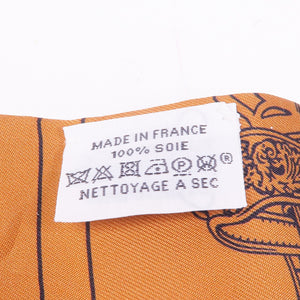 MADE IN FRANCE
100% SOIE
®
NETTOYAGE A SEC